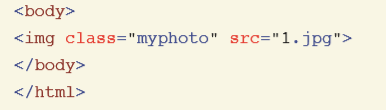 <body>
<img class="myphoto" src="1.jpg">
</body>
</html>